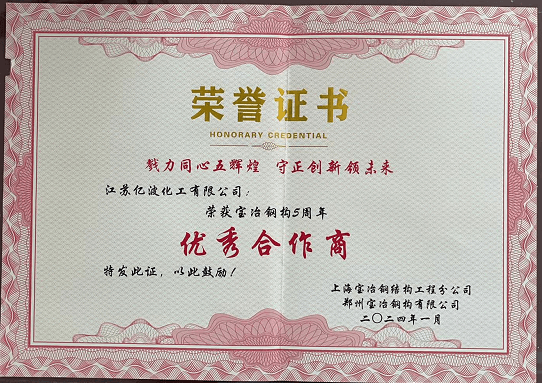 荣誉证书
HONORARY CREDENTIAL
戮力同心五辉煌 守正创新领未来
江苏亿波化工有限公司：
荣获宝冶钢构5周年
优秀合作商
特发此证，以此鼓励！
上海宝冶钢结构工程分公司
郑州宝冶钢构有限公司
二〇二四年一月